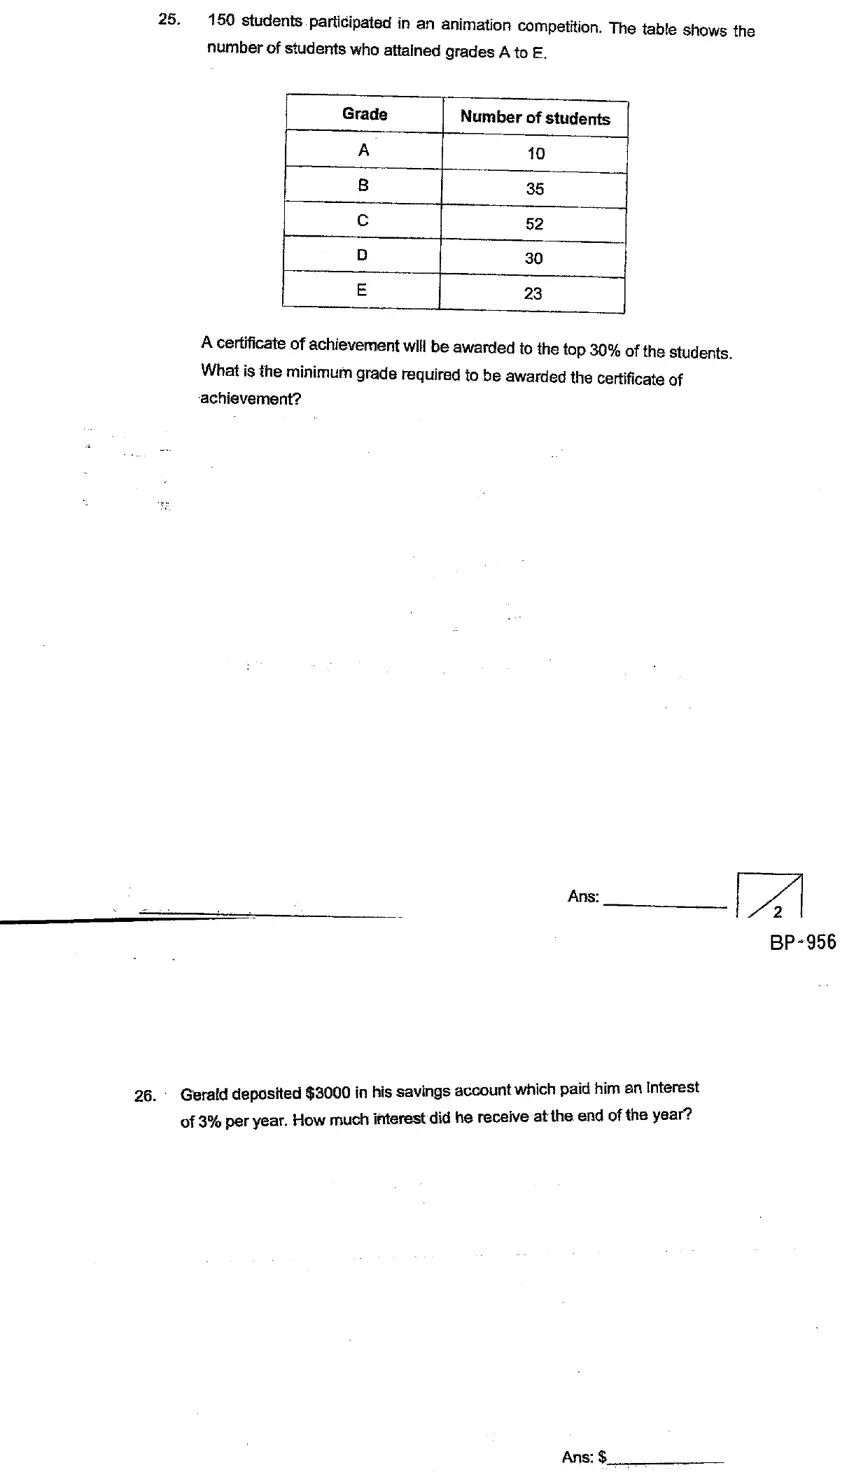 25. 150 students participated in an animation competition. The table shows the
number of students who attained grades A to E.
Grade Number of students
A 10
B 35
C 52
D 30
E 23
A certificate of achievement will be awarded to the top 30% of the students.
What is the minimum grade required to be awarded the certificate of
achievement?
Ans:
2
BP-956
26. Gerald deposited $3000 in his savings account which paid him an interest
of 3% per year. How much interest did he receive at the end of the year?
Ans: $